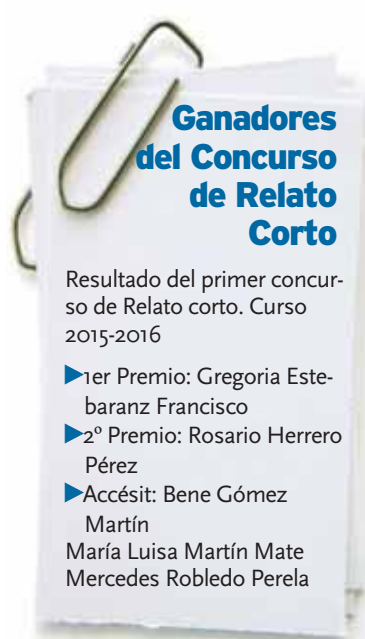 Ganadores
del Concurso
de Relato
Corto
Resultado del primer concur-
so de Relato corto. Curso
2015-2016
▶1er Premio: Gregoria Este-
baranz Francisco
▶2º Premio: Rosario Herrero
Pérez
▶Accésit: Bene Gómez
Martín
María Luisa Martín Mate
Mercedes Robledo Perela